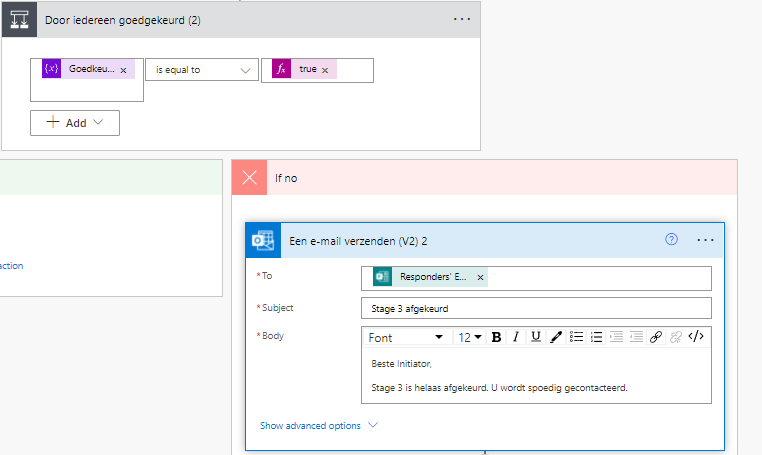 Door iedereen goedgekeurd (2)
{x} Goedkeu... x
is equal to
fx true x
+ Add
If no
action
Een e-mail verzenden (V2) 2
* To
Responders' E... x
* Subject
Stage 3 afgekeurd
* Body
Font 12 B I U </>
Beste Initiator,
Stage 3 is helaas afgekeurd. U wordt spoedig gecontacteerd.
Show advanced options